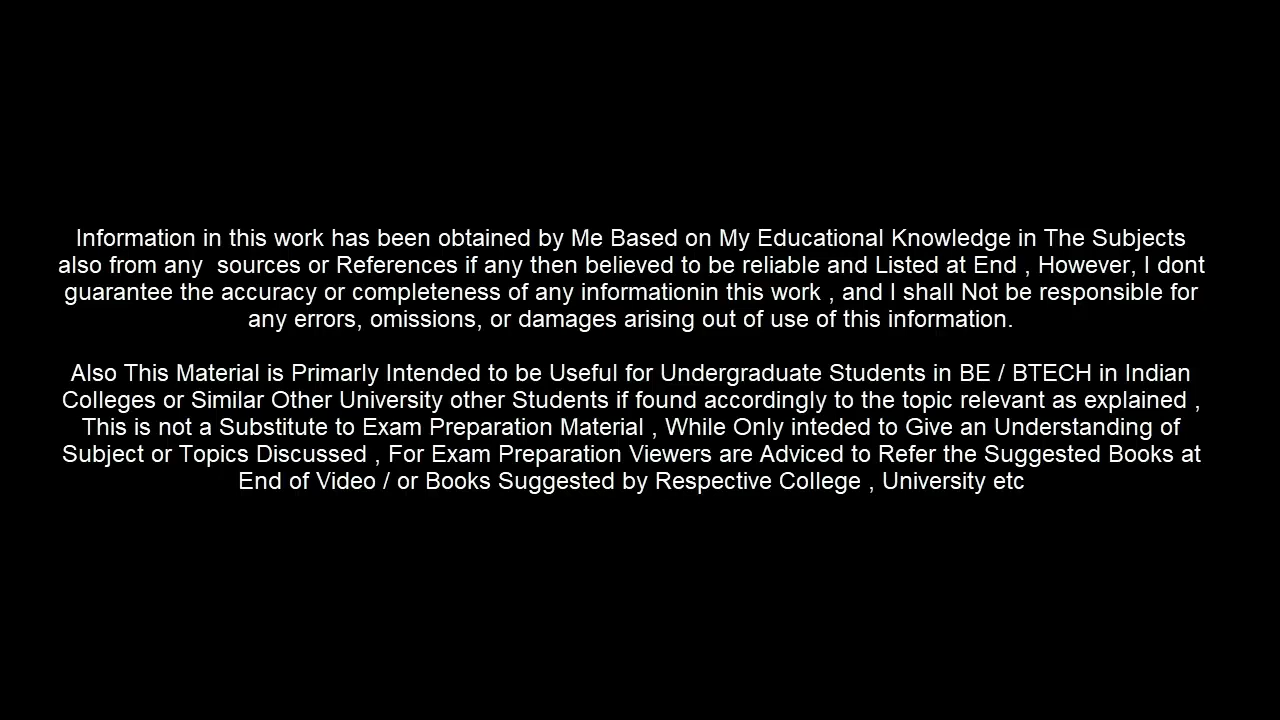 Information in this work has been obtained by Me Based on My Educational Knowledge in The Subjects
also from any  sources or References if any then believed to be reliable and Listed at End , However, I dont
guarantee the accuracy or completeness of any informationin this work , and I shall Not be responsible for
any errors, omissions, or damages arising out of use of this information.
Also This Material is Primarly Intended to be Useful for Undergraduate Students in BE / BTECH in Indian
Colleges or Similar Other University other Students if found accordingly to the topic relevant as explained ,
This is not a Substitute to Exam Preparation Material , While Only inteded to Give an Understanding of
Subject or Topics Discussed , For Exam Preparation Viewers are Adviced to Refer the Suggested Books at
End of Video / or Books Suggested by Respective College , University etc